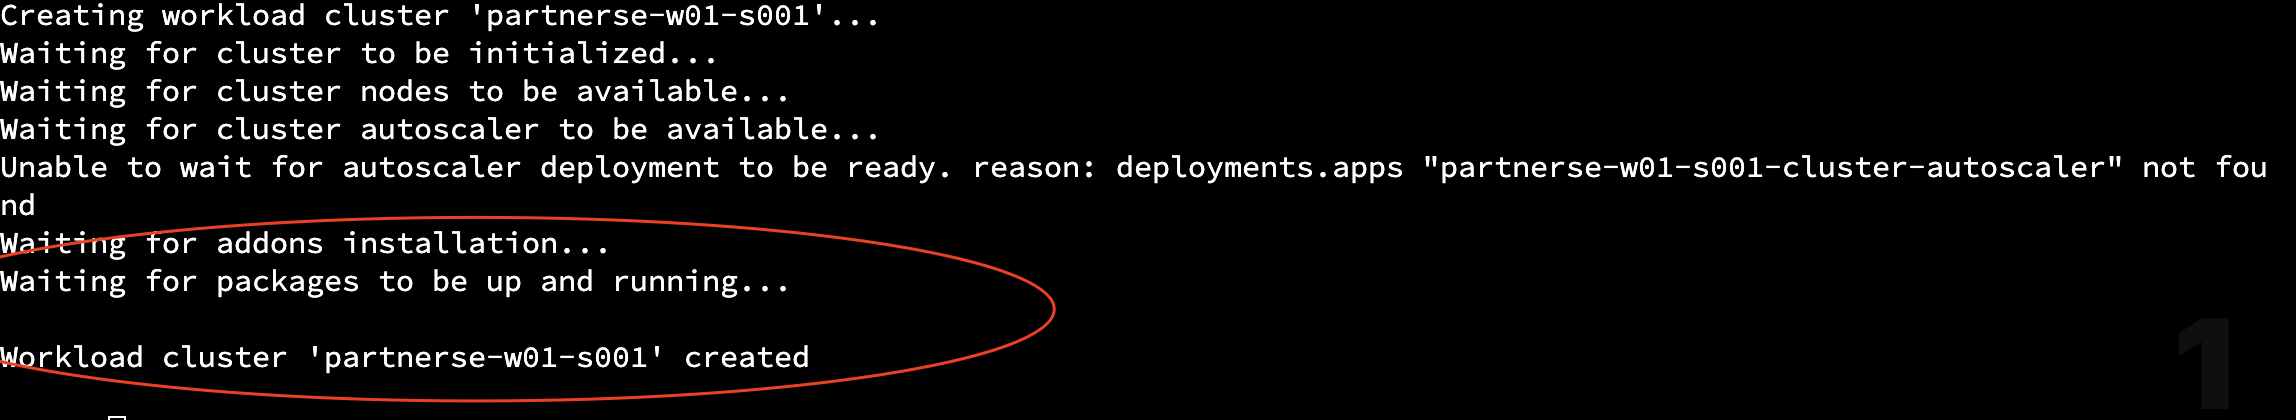 Creating workload cluster 'partnerse-w01-s001'...
Waiting for cluster to be initialized...
Waiting for cluster nodes to be available...
Waiting for cluster autoscaler to be available...
Unable to wait for autoscaler deployment to be ready. reason: deployments.apps "partnerse-w01-s001-cluster-autoscaler" not fou
nd
Waiting for addons installation...
Waiting for packages to be up and running...
Workload cluster 'partnerse-w01-s001' created
1